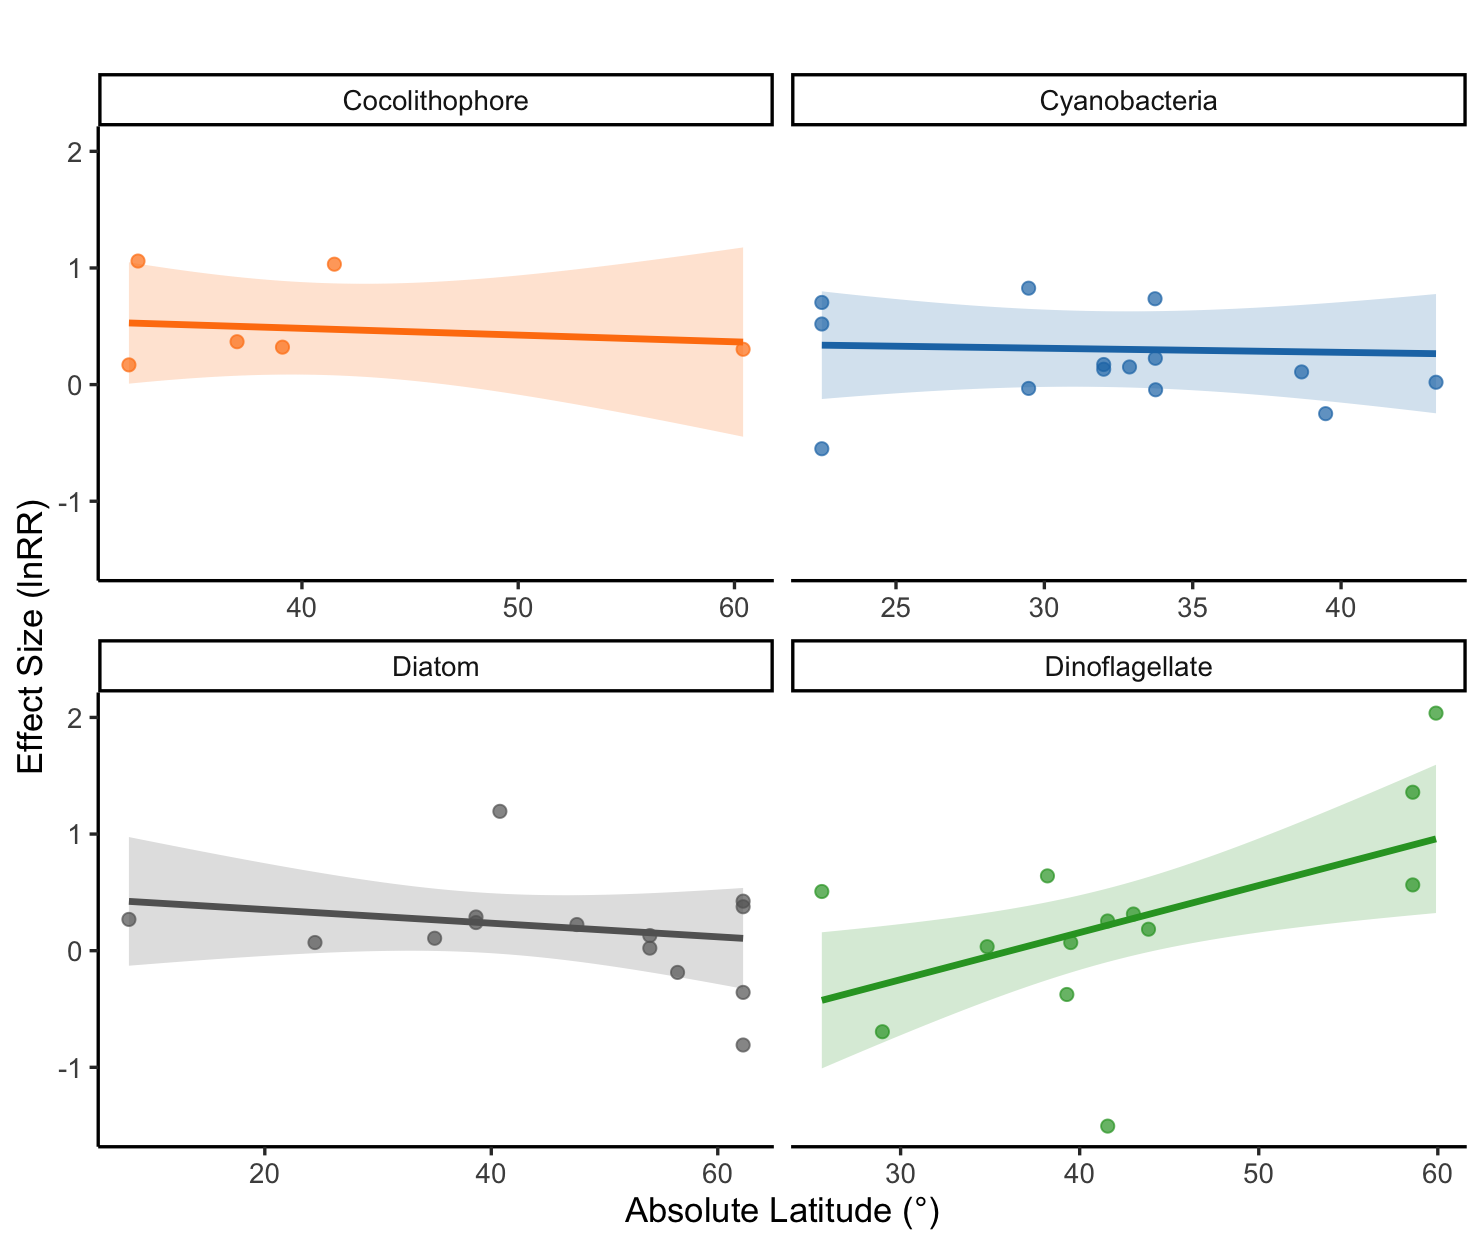 Cocolithophore
Cyanobacteria
2
1
0
-1
40 50 60
25 30 35 40
Diatom
Dinoflagellate
2
1
0
-1
20 40 60
30 40 50 60
Effect Size (lnRR)
Absolute Latitude (°)